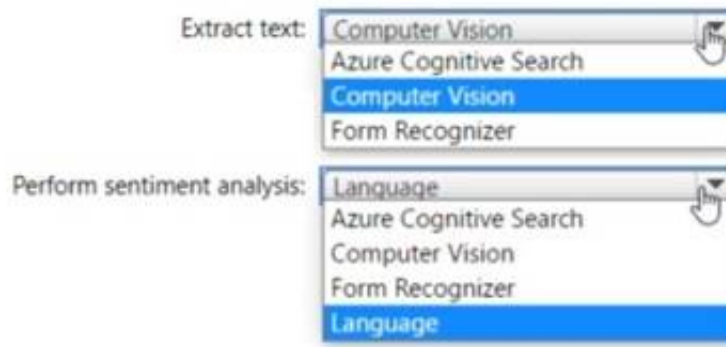 Extract text: Computer Vision
Azure Cognitive Search
Computer Vision
Form Recognizer
Perform sentiment analysis: Language
Azure Cognitive Search
Computer Vision
Form Recognizer
Language